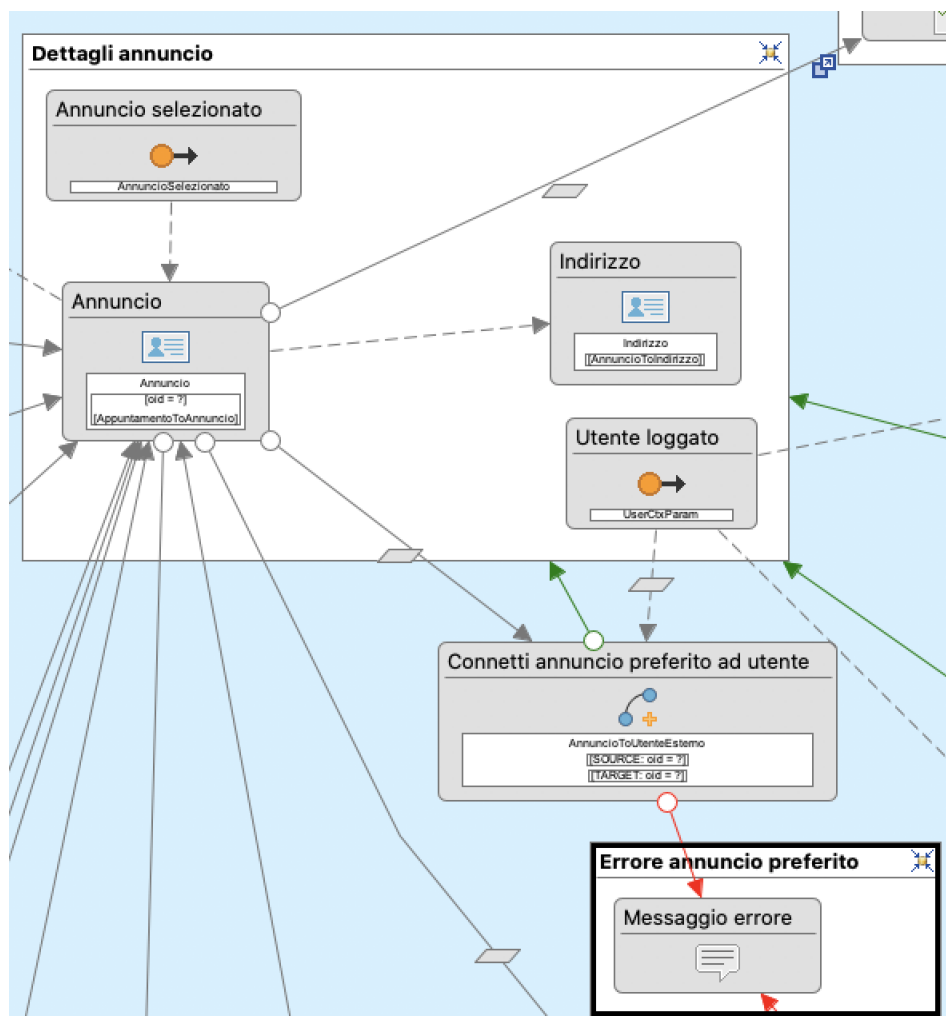 Dettagli annuncio
Annuncio selezionato
AnnuncioSelezionato
Annuncio
Annuncio
[oid = ?]
[AppuntamentoToAnnuncio]
Indirizzo
Indirizzo
[[AnnuncioToIndirizzo]]
Utente loggato
UserCtxParam
Connetti annuncio preferito ad utente
AnnuncioToUtenteEsterno
[[SOURCE: oid = ?]]
[[TARGET: oid = ?]]
Errore annuncio preferito
Messaggio errore